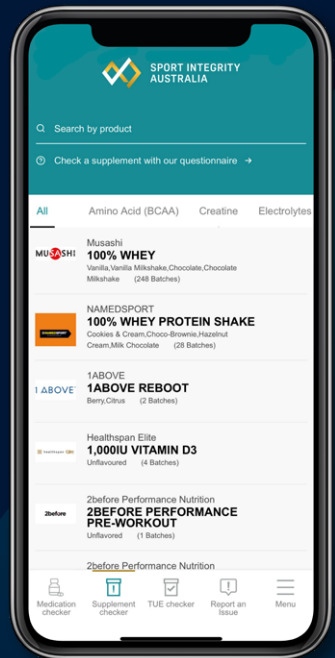 SPORT INTEGRITY
AUSTRALIA
Search by product
Check a supplement with our questionnaire →
All Amino Acid (BCAA) Creatine Electrolytes
MUSASHI
Musashi
100% WHEY
Vanilla,Vanilla Milkshake,Chocolate,Chocolate
Milkshake (248 Batches)
NAMEDSPORT
100% WHEY PROTEIN SHAKE
Cookies & Cream,Choco-Brownie,Hazelnut
Cream,Milk Chocolate (28 Batches)
1 ABOVE
1ABOVE
1ABOVE REBOOT
Berry,Citrus (2 Batches)
Healthspan Elite
1,000IU VITAMIN D3
Unflavoured (4 Batches)
2before
2before Performance Nutrition
2BEFORE PERFORMANCE
PRE-WORKOUT
Unflavored (1 Batches)
2before Performance Nutrition
Medication
checker
Supplement
checker
TUE checker
Report an
Issue
Menu